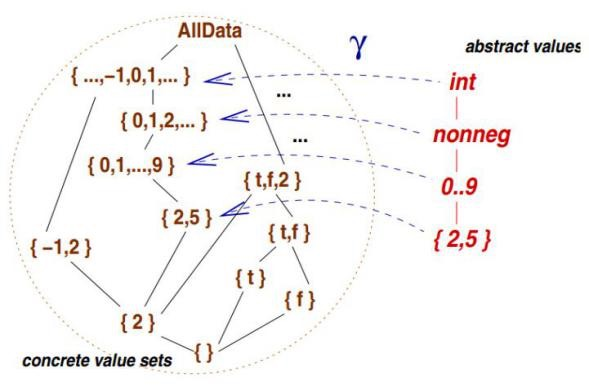 AllData
γ
abstract values
{ ...,−1,0,1,... }
int
...
{ 0,1,2,... }
nonneg
...
{ 0,1,...,9 }
{ t,f,2 }
0..9
{ 2,5 }
{ t,f }
{ 2,5 }
{ −1,2 }
{ t }
{ f }
{ 2 }
{ }
concrete value sets